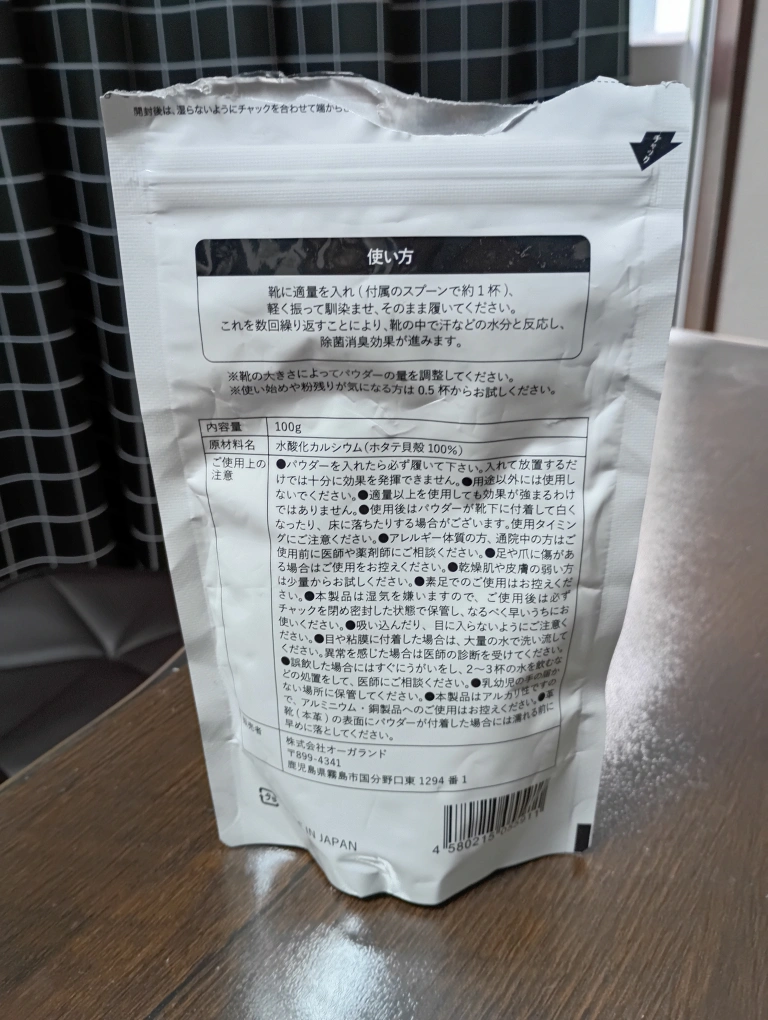 開封後は、湿らないようにチャックを合わせて端から
チャック
使い方
靴に適量を入れ(付属のスプーンで約1杯)、
軽く振って馴染ませ、そのまま履いてください。
これを数回繰り返すことにより、靴の中で汗などの水分と反応し、
除菌消臭効果が進みます。
※靴の大きさによってパウダーの量を調整してください。
※使い始めや粉残りが気になる方は0.5杯からお試しください。
内容量 100g
原材料名 水酸化カルシウム(ホタテ貝殻100%)
ご使用上の注意
●パウダーを入れたら必ず履いて下さい。入れて放置するだ
けでは十分に効果を発揮できません。●用途以外には使用し
ないでください。●適量以上を使用しても効果が強まるわけ
ではありません。●使用後はパウダーが靴下に付着して白く
なったり、床に落ちたりする場合がございます。使用タイミン
グにご注意ください。●アレルギー体質の方、通院中の方はご
使用前に医師や薬剤師にご相談ください。●足や爪に傷があ
る場合はご使用をお控えください。●乾燥肌や皮膚の弱い方
は少量からお試しください。●素足でのご使用はお控えくだ
さい。●本製品は湿気を嫌いますので、ご使用後は必ず
チャックを閉め密封した状態で保管し、なるべく早いうちにお
使いください。●吸い込んだり、目に入らないようにご注意く
ださい。●目や粘膜に付着した場合は、大量の水で洗い流して
ください。異常を感じた場合は医師の診断を受けてください。
●誤飲した場合にはすぐにうがいをし、2～3杯の水を飲むな
どの処置をして、医師にご相談ください。●乳幼児の手の届か
ない場所に保管してください。●本製品はアルカリ性ですの
で、アルミニウム・銅製品へのご使用はお控えください。●革
靴(本革)の表面にパウダーが付着した場合には濡れる前に
早めに落としてください。
者
株式会社オーガランド
〒899-4341
鹿児島県霧島市国分野口東1294番1
プラ
IN JAPAN
4 580215